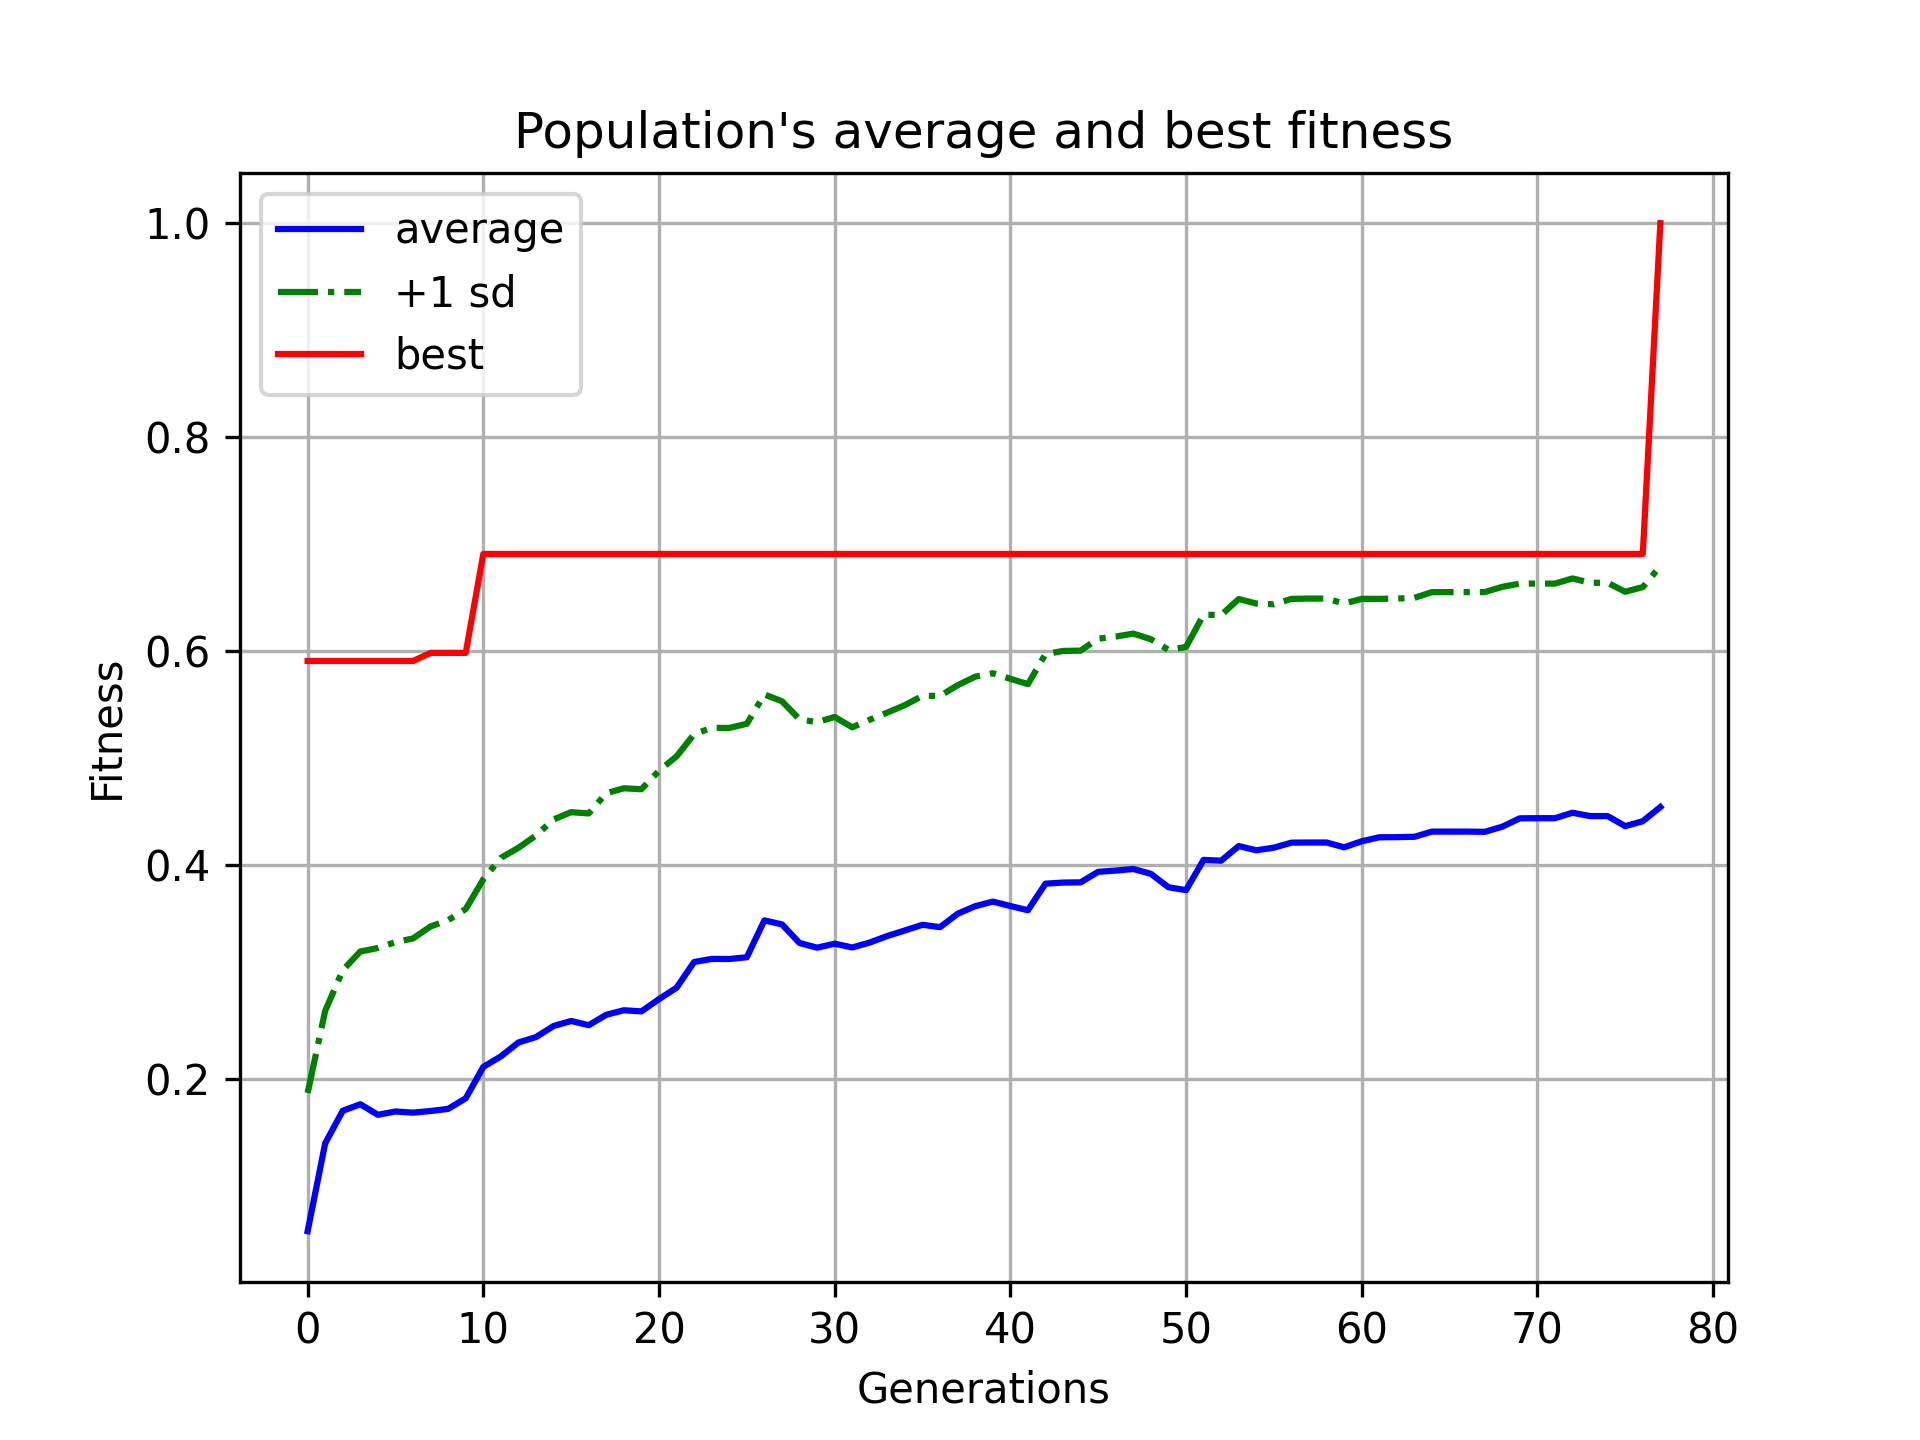 Population's average and best fitness
average
+1 sd
best
1.0
0.8
0.6
0.4
0.2
Fitness
0 10 20 30 40 50 60 70 80
Generations